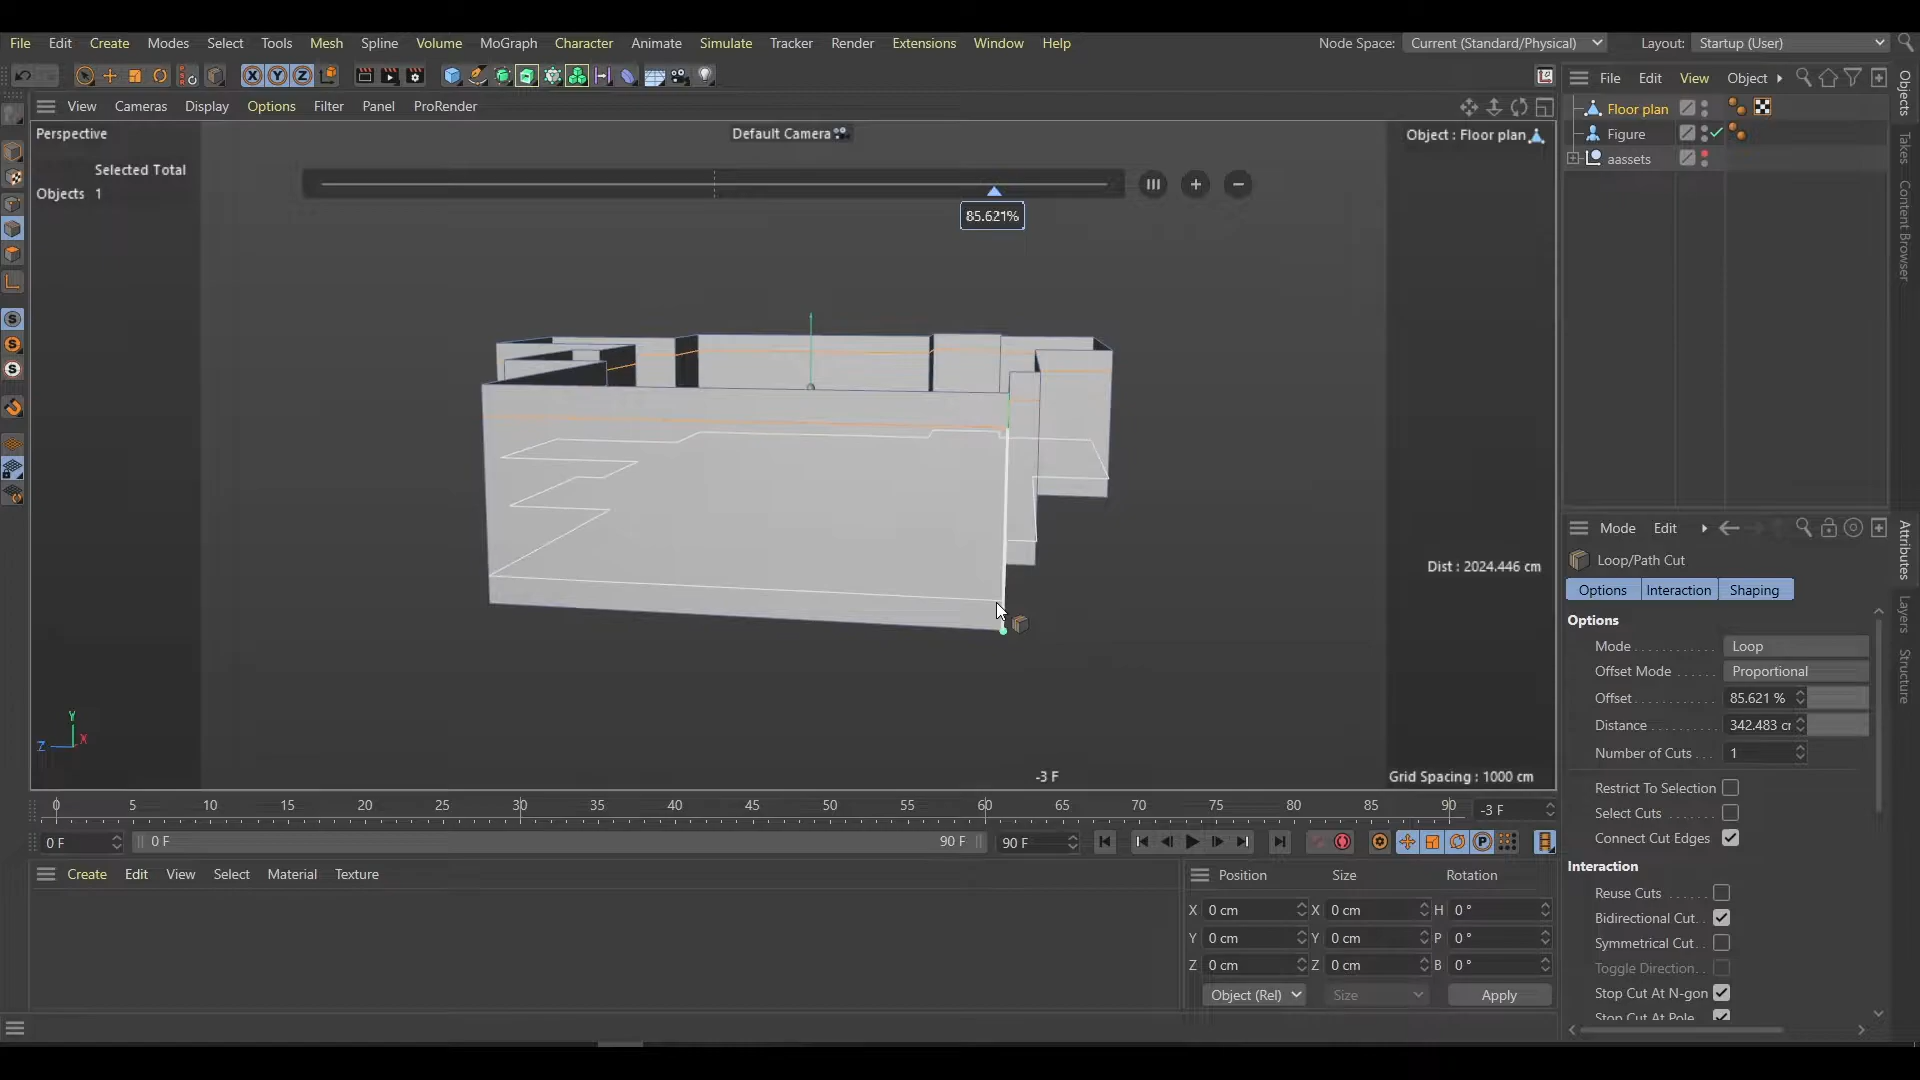 File Edit Create Modes Select Tools Mesh Spline Volume MoGraph Character Animate Simulate Tracker Render Extensions Window Help Node Space: Current (Standard/Physical) Layout: Startup (User)
X Y Z
View Cameras Display Options Filter Panel ProRender
File Edit View Object
Perspective
Default Camera
Object : Floor plan
Selected Total
Objects 1
85.621%
Floor plan
Figure
aassets
Objects
Takes
Content Browser
Dist : 2024.446 cm
Y
Z X
-3 F
Grid Spacing : 1000 cm
Mode Edit
Loop/Path Cut
Options Interaction Shaping
Options
Mode Loop
Offset Mode Proportional
Offset 85.621 %
Distance 342.483 cr
Number of Cuts 1
Restrict To Selection
Select Cuts
Connect Cut Edges
Interaction
Reuse Cuts
Bidirectional Cut
Symmetrical Cut
Toggle Direction
Stop Cut At N-gon
Stop Cut At Pole
Attributes
Layers
Structure
0 5 10 15 20 25 30 35 40 45 50 55 60 65 70 75 80 85 90 -3 F
0 F 0 F 90 F 90 F P
Create Edit View Select Material Texture
Position Size Rotation
X 0 cm X 0 cm H 0 °
Y 0 cm Y 0 cm P 0 °
Z 0 cm Z 0 cm B 0 °
Object (Rel) Size Apply